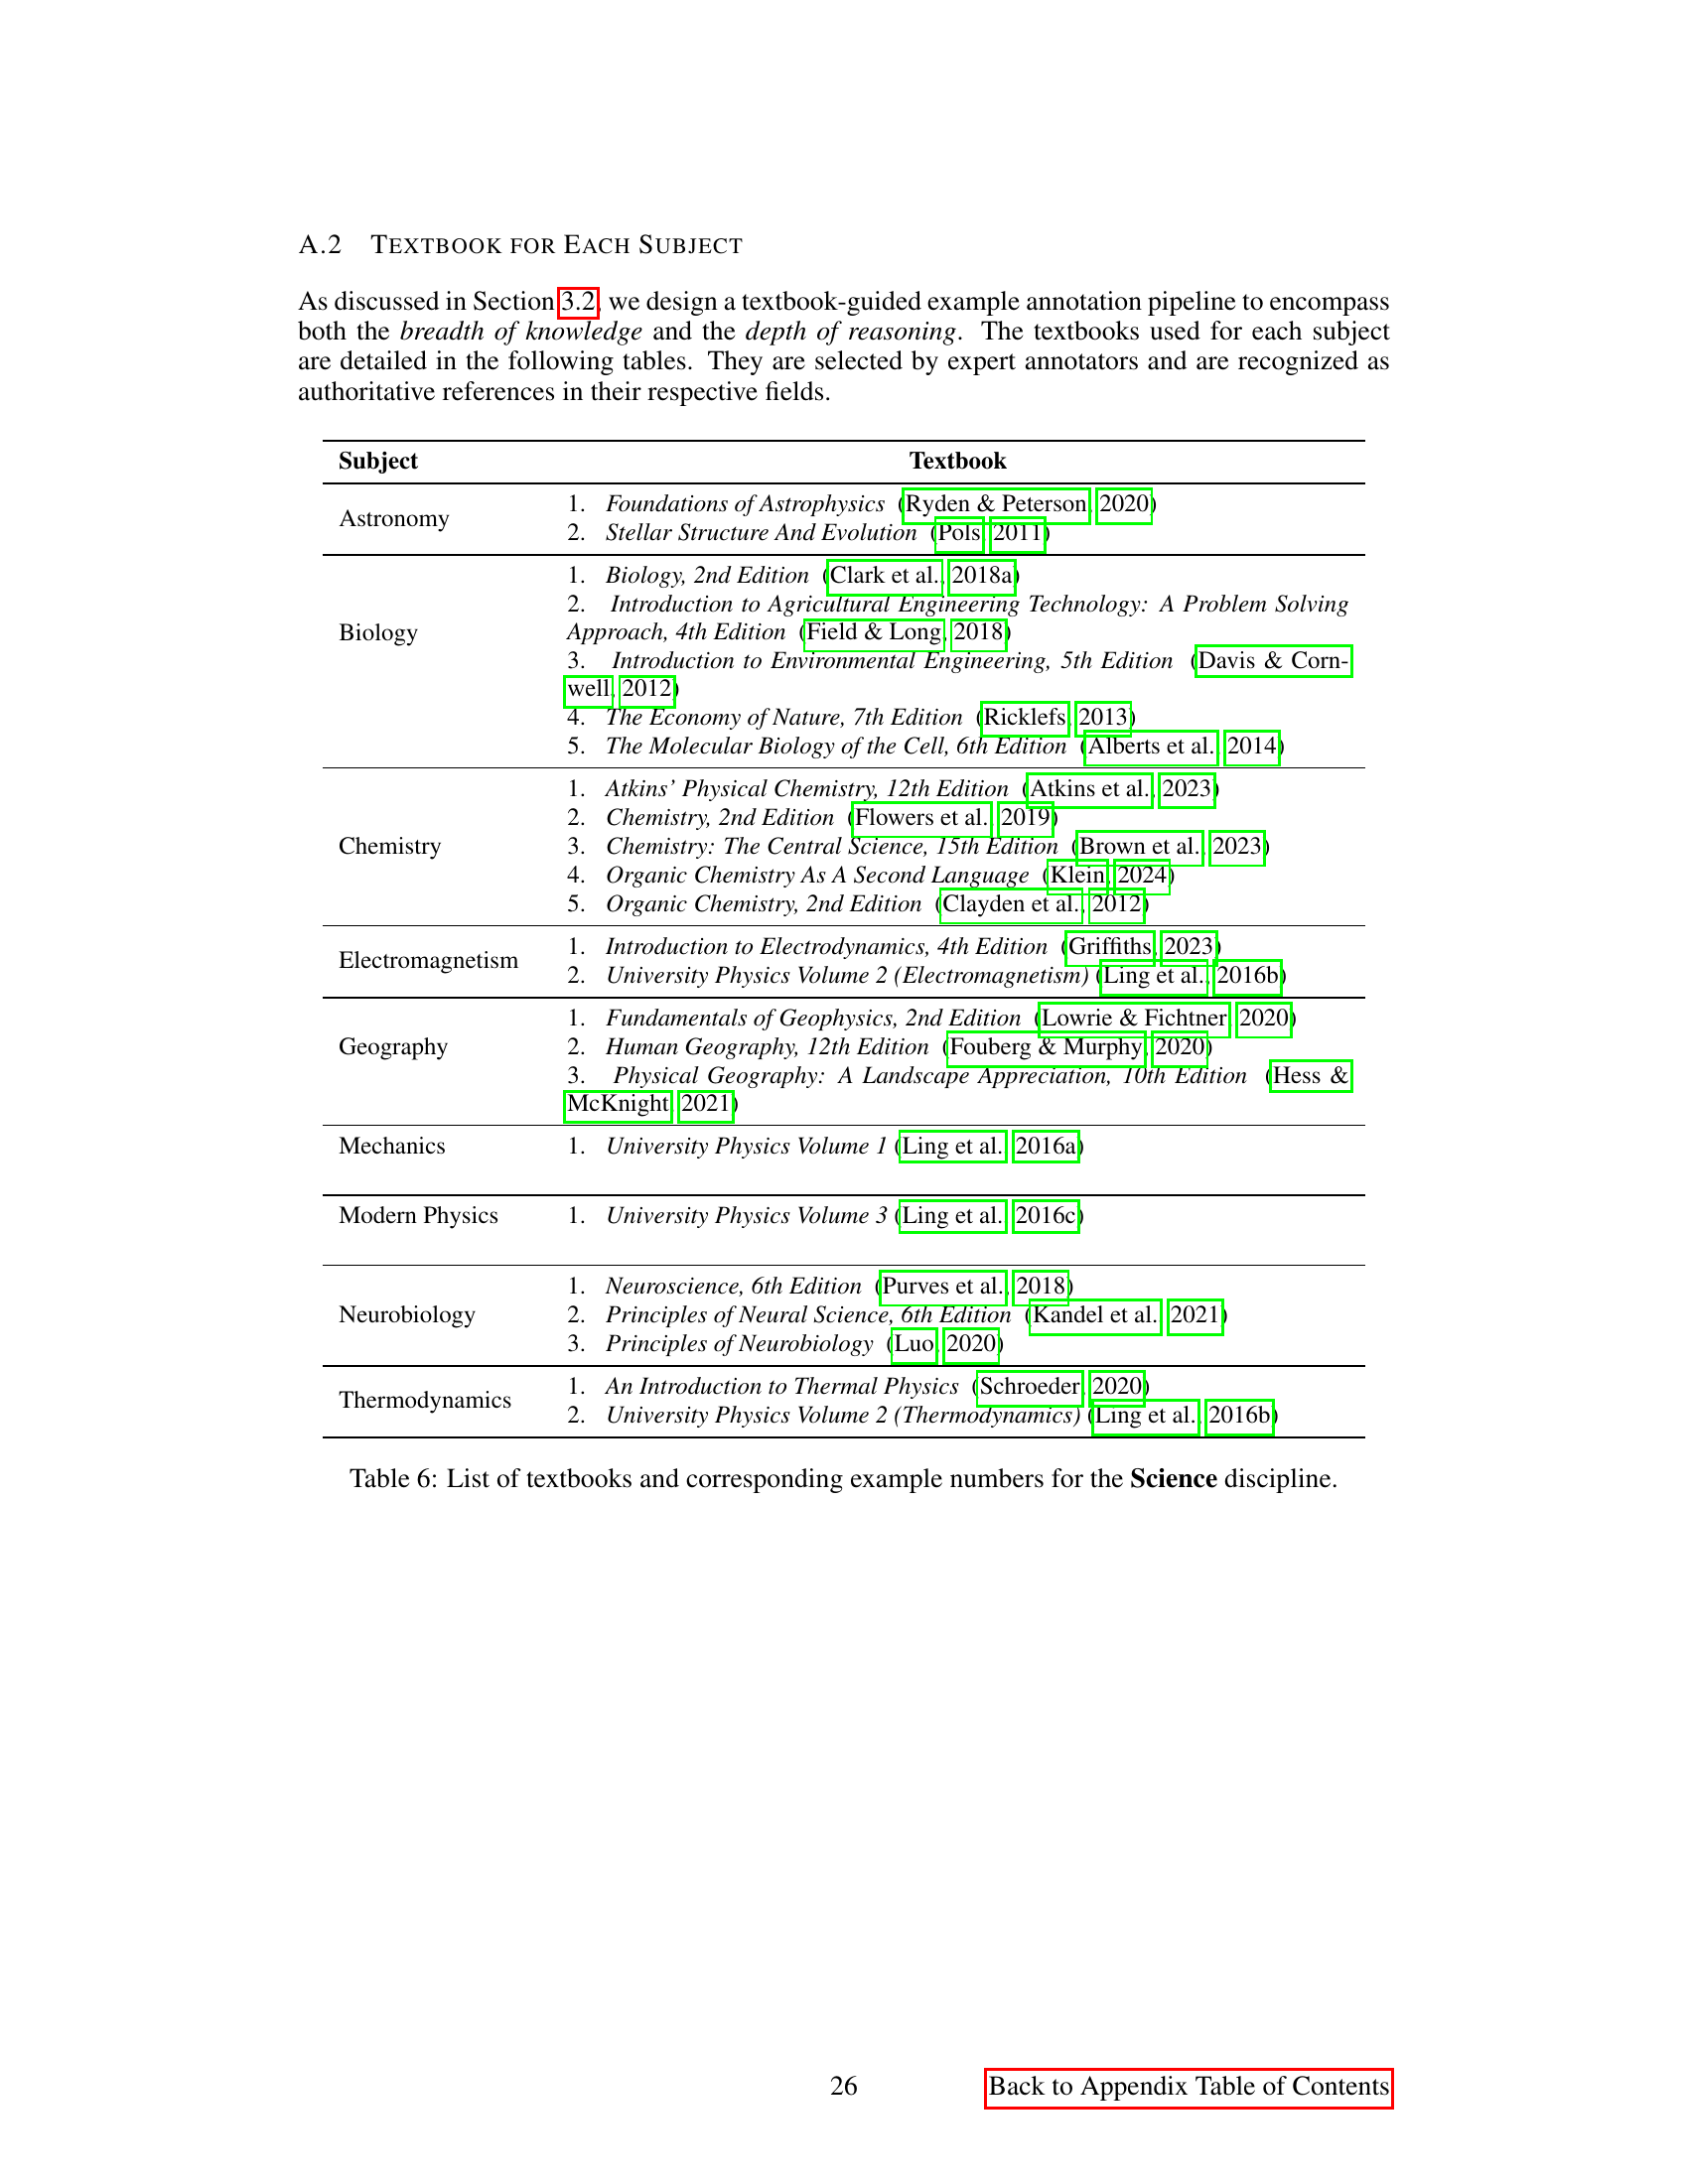 A.2 TEXTBOOK FOR EACH SUBJECT
As discussed in Section 3.2, we design a textbook-guided example annotation pipeline to encompass
both the breadth of knowledge and the depth of reasoning. The textbooks used for each subject
are detailed in the following tables. They are selected by expert annotators and are recognized as
authoritative references in their respective fields.
Subject Textbook
Astronomy
1. Foundations of Astrophysics (Ryden & Peterson, 2020)
2. Stellar Structure And Evolution (Pols, 2011)
Biology
1. Biology, 2nd Edition (Clark et al., 2018a)
2. Introduction to Agricultural Engineering Technology: A Problem Solving
Approach, 4th Edition (Field & Long, 2018)
3. Introduction to Environmental Engineering, 5th Edition (Davis & Corn-
well, 2012)
4. The Economy of Nature, 7th Edition (Ricklefs, 2013)
5. The Molecular Biology of the Cell, 6th Edition (Alberts et al., 2014)
Chemistry
1. Atkins' Physical Chemistry, 12th Edition (Atkins et al., 2023)
2. Chemistry, 2nd Edition (Flowers et al., 2019)
3. Chemistry: The Central Science, 15th Edition (Brown et al., 2023)
4. Organic Chemistry As A Second Language (Klein, 2024)
5. Organic Chemistry, 2nd Edition (Clayden et al., 2012)
Electromagnetism
1. Introduction to Electrodynamics, 4th Edition (Griffiths, 2023)
2. University Physics Volume 2 (Electromagnetism) (Ling et al., 2016b)
Geography
1. Fundamentals of Geophysics, 2nd Edition (Lowrie & Fichtner, 2020)
2. Human Geography, 12th Edition (Fouberg & Murphy, 2020)
3. Physical Geography: A Landscape Appreciation, 10th Edition (Hess &
McKnight, 2021)
Mechanics
1. University Physics Volume 1 (Ling et al., 2016a)
Modern Physics
1. University Physics Volume 3 (Ling et al., 2016c)
Neurobiology
1. Neuroscience, 6th Edition (Purves et al., 2018)
2. Principles of Neural Science, 6th Edition (Kandel et al., 2021)
3. Principles of Neurobiology (Luo, 2020)
Thermodynamics
1. An Introduction to Thermal Physics (Schroeder, 2020)
2. University Physics Volume 2 (Thermodynamics) (Ling et al., 2016b)
Table 6: List of textbooks and corresponding example numbers for the Science discipline.
26
Back to Appendix Table of Contents